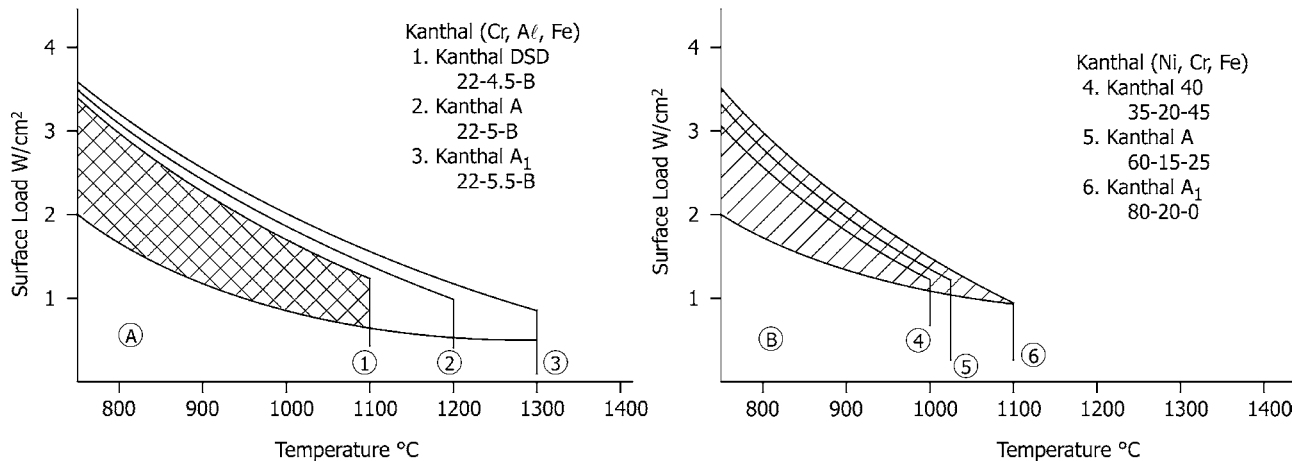 Kanthal (Cr, Aℓ, Fe)
1. Kanthal DSD
22-4.5-B
2. Kanthal A
22-5-B
3. Kanthal A₁
22-5.5-B
Surface Load W/cm²
4
3
2
1
A
1
2
3
800 900 1000 1100 1200 1300 1400
Temperature °C
Kanthal (Ni, Cr, Fe)
4. Kanthal 40
35-20-45
5. Kanthal A
60-15-25
6. Kanthal A₁
80-20-0
Surface Load W/cm²
4
3
2
1
B
4
5
6
800 900 1000 1100 1200 1300 1400
Temperature °C